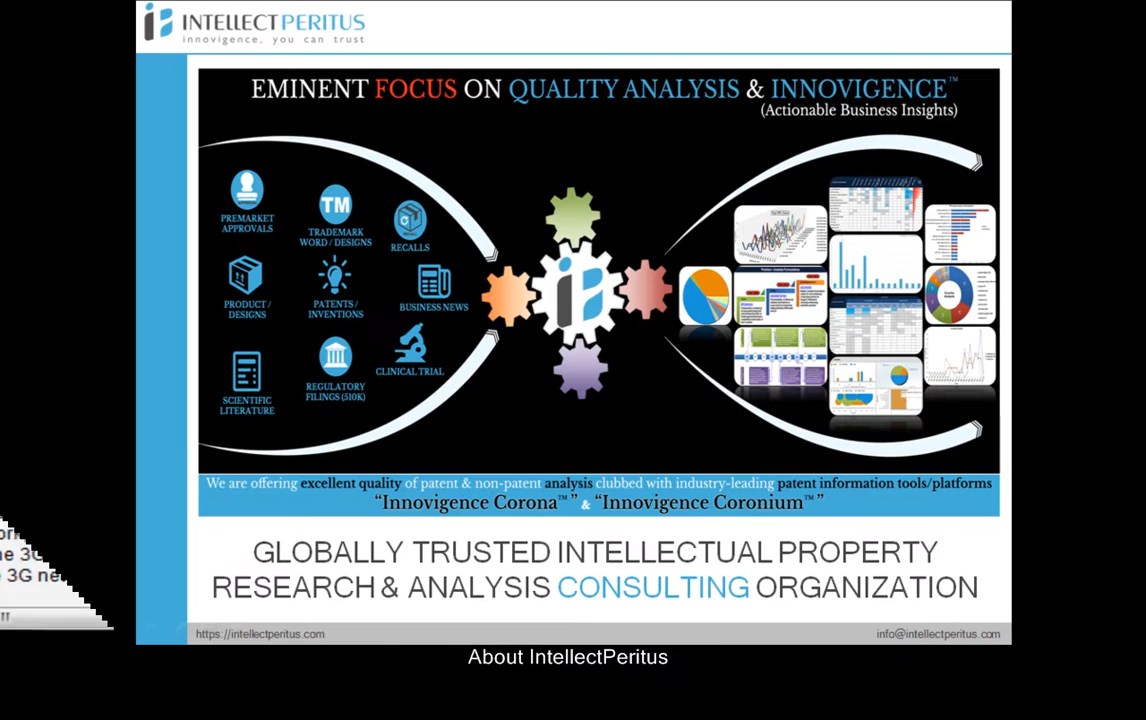 INTELLECTPERITUS
innovigence, you can trust
EMINENT FOCUS ON QUALITY ANALYSIS & INNOVIGENCE™
(Actionable Business Insights)
PREMARKET
APPROVALS
TM
TRADEMARK
WORD / DESIGNS
RECALLS
PRODUCT /
DESIGNS
PATENTS /
INVENTIONS
BUSINESS NEWS
SCIENTIFIC
LITERATURE
REGULATORY
FILINGS (510K)
CLINICAL TRIAL
We are offering excellent quality of patent & non-patent analysis clubbed with industry-leading patent information tools/platforms
“Innovigence Corona™” & “Innovigence Coronium™”
GLOBALLY TRUSTED INTELLECTUAL PROPERTY
RESEARCH & ANALYSIS CONSULTING ORGANIZATION
https://intellectperitus.com
info@intellectperitus.com
About IntellectPeritus